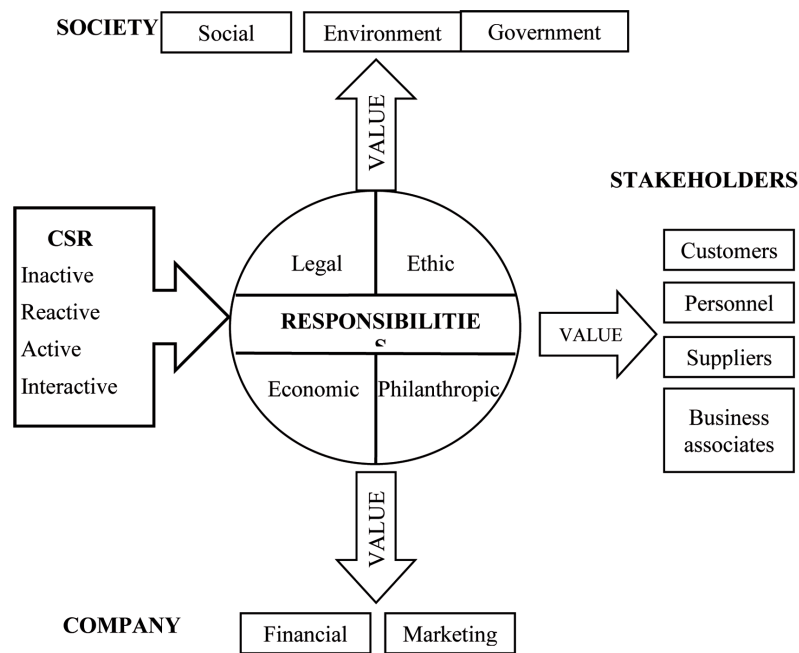 SOCIETY
Social
Environment
Government
VALUE
STAKEHOLDERS
CSR
Inactive
Reactive
Active
Interactive
Legal
Ethic
RESPONSIBILITIE
S
Economic
Philanthropic
VALUE
Customers
Personnel
Suppliers
Business
associates
VALUE
COMPANY
Financial
Marketing